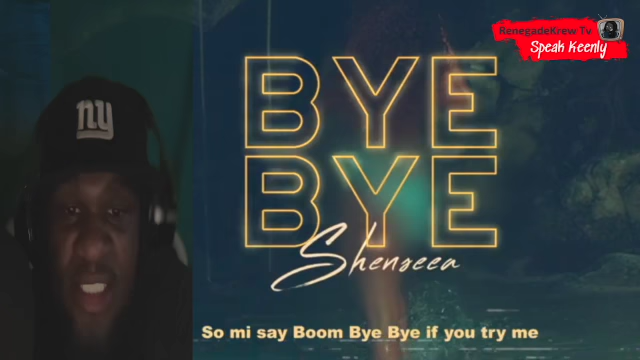 RenegadeKrew Tv
Speak Keenly
ny
BYE
BYE
Shenseea
So mi say Boom Bye Bye if you try me